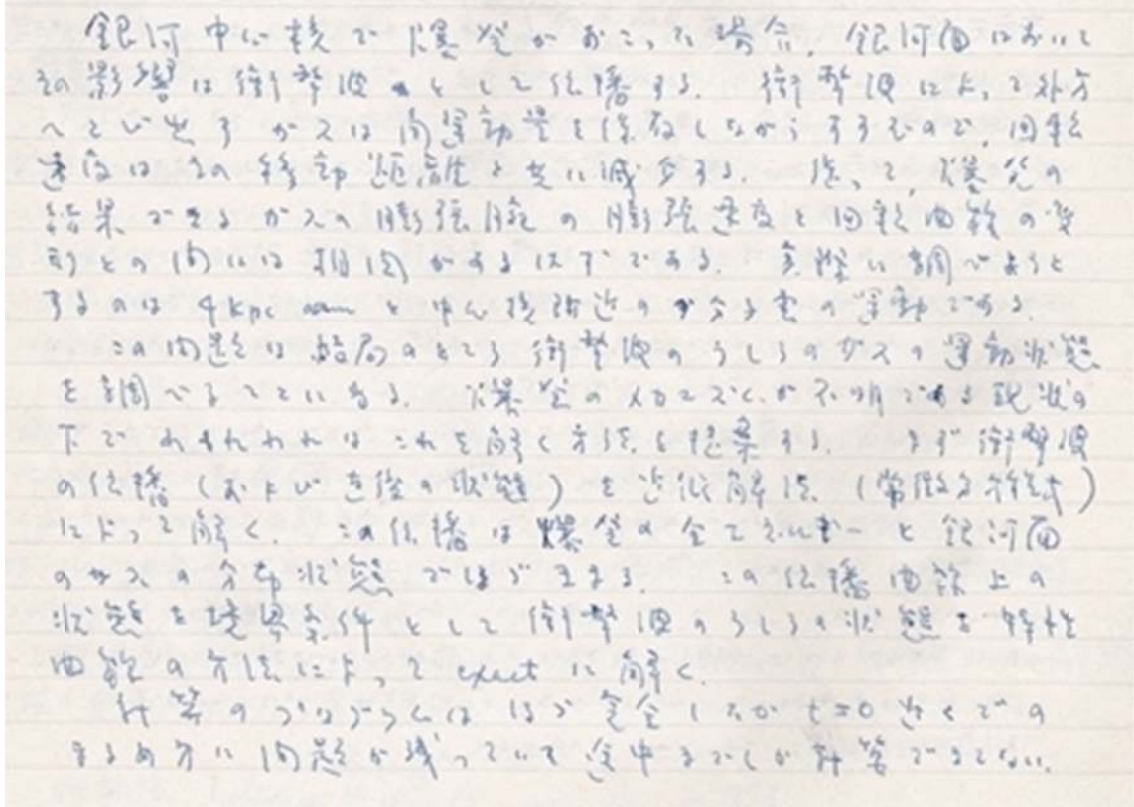 銀河中心核で爆発がおこった場合、銀河面においてその影響は衝撃波として伝播する. 衝撃波によって外方
へとび出すガスは角運動量を保存しながらすすむので、回転
速度はその移動距離と共に減少する. 従って、爆発の
結果できるガスの膨張腕の膨張速度と回転曲線の変
形との間には相関があるはずである. 実際に調べようと
するのは 4kpc arm と中心核附近の分子雲の運動である.
この問題は結局のところ衝撃波のうしろのガスの運動状態
を調べることになる. 爆発のメカニズムが不明である現状の
下でわれわれはこれを解く方法を提案する. まず衝撃波
の伝播(および直後の状態)を近似解法(常微分方程式)
によって解く. この伝播は爆発の全エネルギーと銀河面
のガスの分布状態でほゞきまる. この伝播曲線上の
状態を境界条件として衝撃波のうしろの状態を特性
曲線の方法によって exact に解く.
計算のプログラムはほゞ完全したが t=0 近くでの
まるめ方に問題が残っていて途中までしか計算できてない.